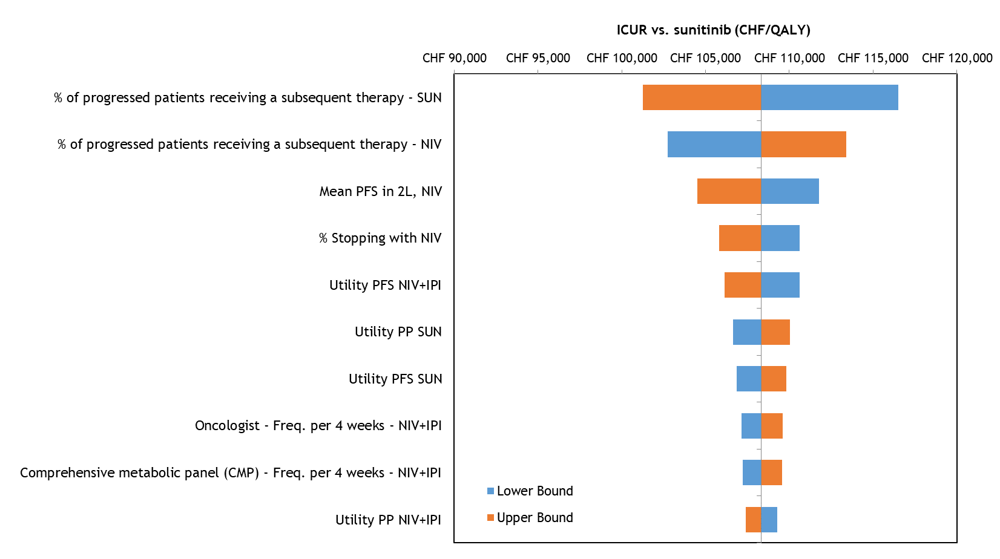 ICUR vs. sunitinib (CHF/QALY)
CHF 90,000 CHF 95,000 CHF 100,000 CHF 105,000 CHF 110,000 CHF 115,000 CHF 120,000
% of progressed patients receiving a subsequent therapy - SUN
% of progressed patients receiving a subsequent therapy - NIV
Mean PFS in 2L, NIV
% Stopping with NIV
Utility PFS NIV+IPI
Utility PP SUN
Utility PFS SUN
Oncologist - Freq. per 4 weeks - NIV+IPI
Comprehensive metabolic panel (CMP) - Freq. per 4 weeks - NIV+IPI
Lower Bound
Upper Bound
Utility PP NIV+IPI